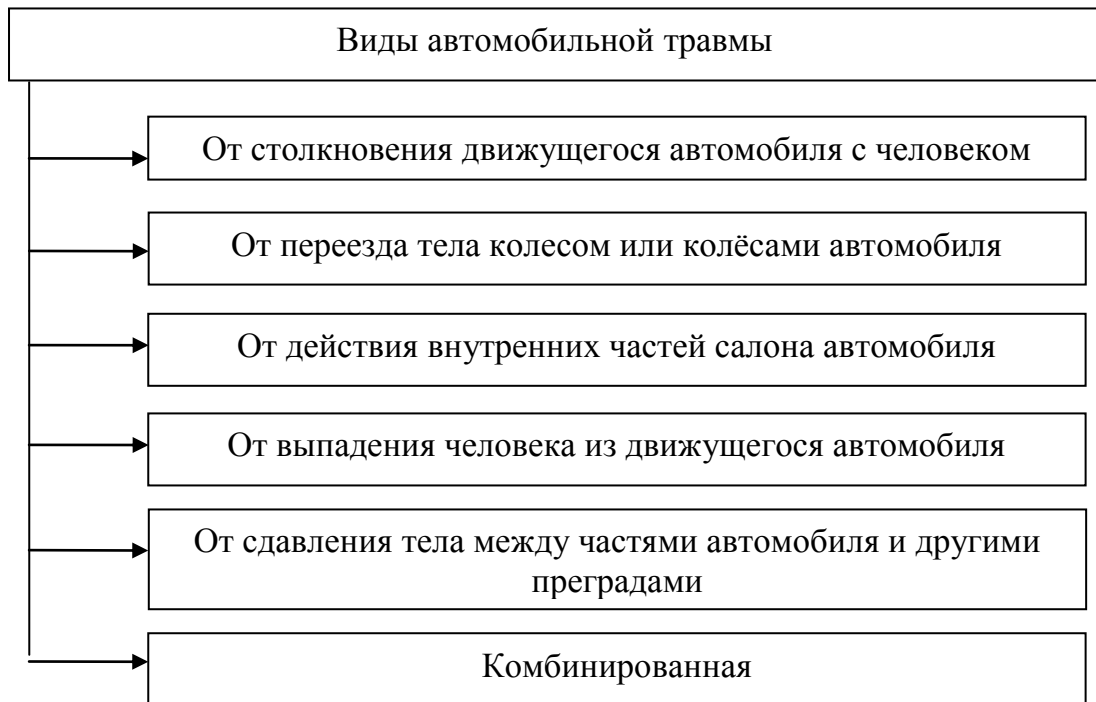 Виды автомобильной травмы
От столкновения движущегося автомобиля с человеком
От переезда тела колесом или колёсами автомобиля
От действия внутренних частей салона автомобиля
От выпадения человека из движущегося автомобиля
От сдавления тела между частями автомобиля и другими
преградами
Комбинированная